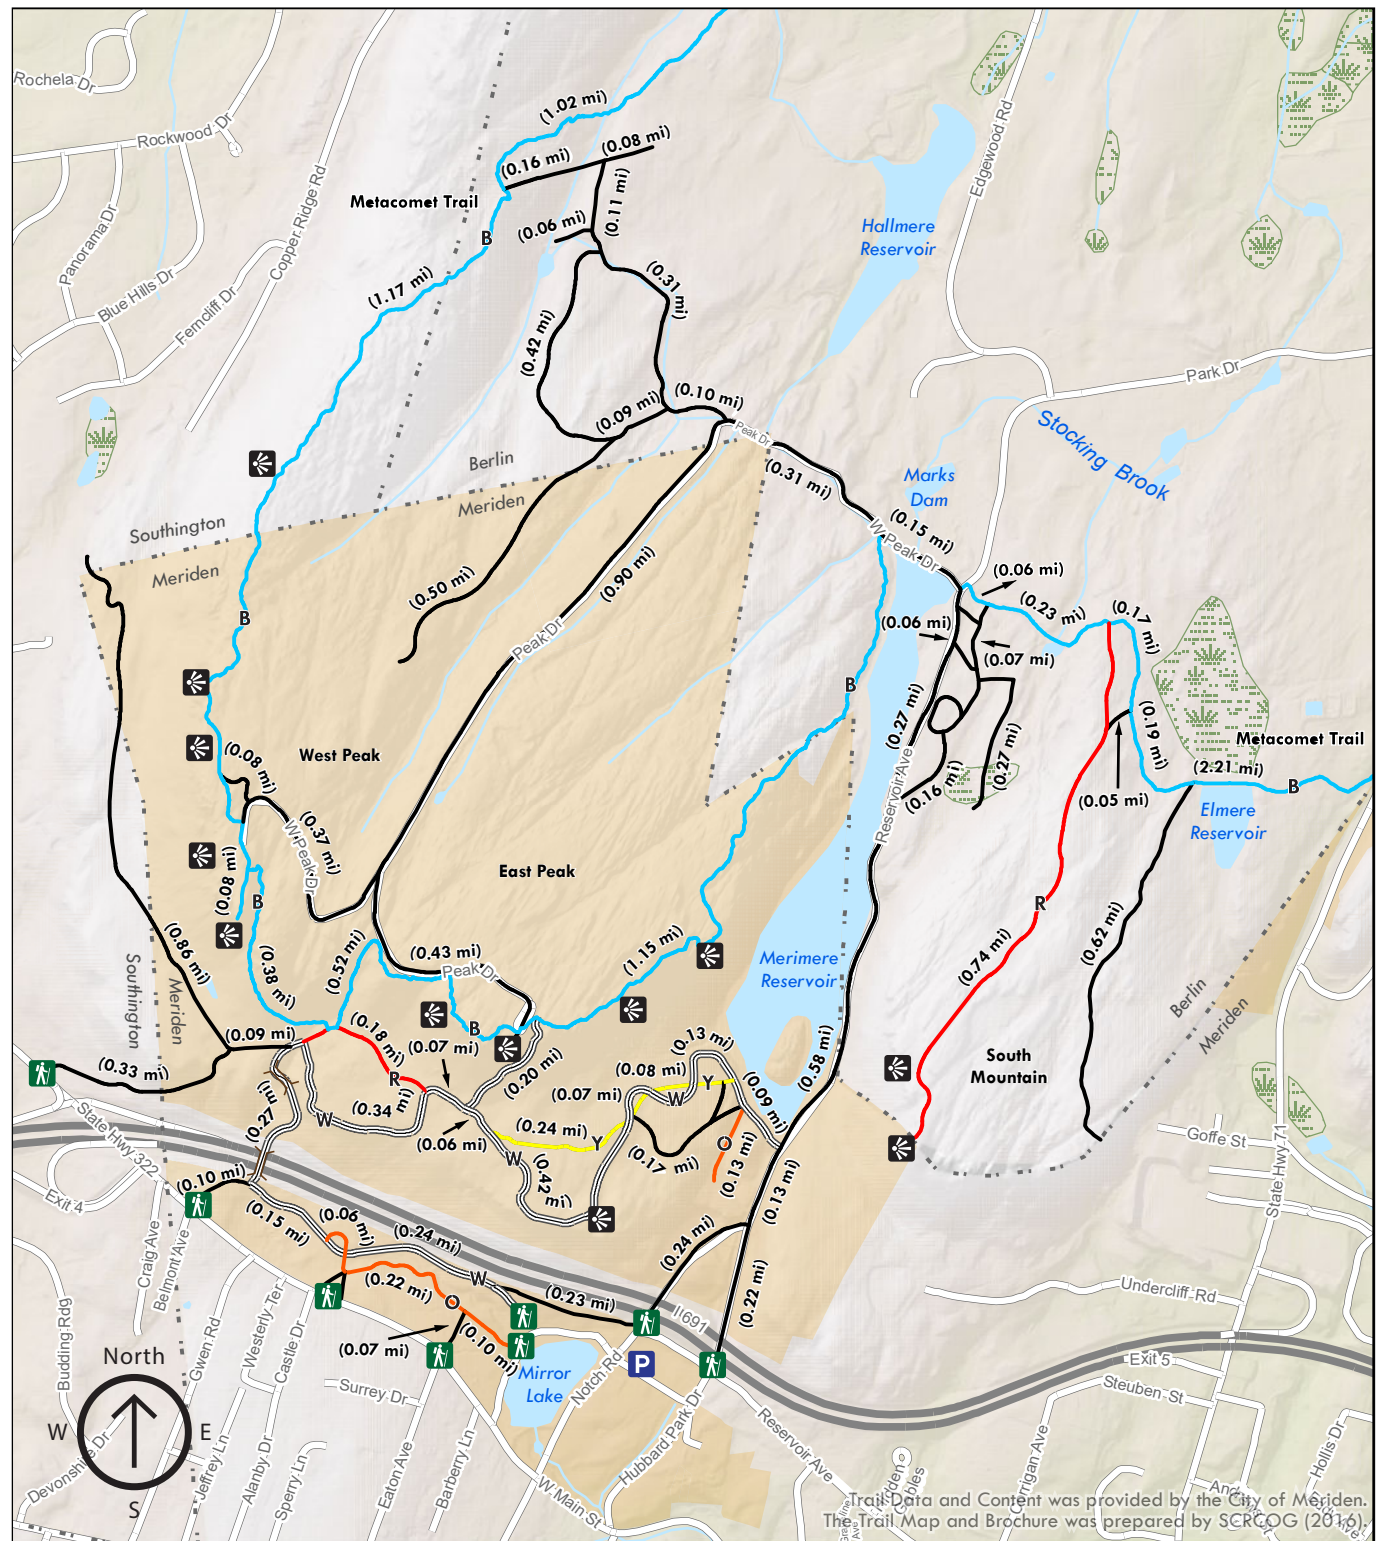 Rochela Dr
Rockwood Dr
Panorama Dr
Blue Hills Dr
Ferncliff Dr
Copper Ridge Rd
(1.02 mi)
(0.16 mi)
(0.08 mi)
Metacomet Trail
(0.11 mi)
(0.06 mi)
B
(1.17 mi)
(0.31 mi)
(0.42 mi)
(0.09 mi)
(0.10 mi)
Hallmere
Reservoir
Edgewood Rd
Park Dr
Stocking Brook
Peak Dr
(0.31 mi)
Marks
Dam
(0.15 mi)
W Peak Dr
Berlin
Meriden
Southington
Meriden
(0.50 mi)
(0.90 mi)
Peak Dr
B
(0.06 mi)
(0.23 mi)
(0.17 mi)
(0.06 mi)
(0.07 mi)
B
(0.27 mi)
(0.27 mi)
(0.16 mi)
(0.19 mi)
(0.05 mi)
Metacomet Trail
(2.21 mi)
B
Elmere
Reservoir
Reservoir Ave
West Peak
(0.08 mi)
(0.37 mi)
W Peak Dr
(0.08 mi)
B
East Peak
R
(0.86 mi)
(0.38 mi)
(0.52 mi)
(0.43 mi)
Peak Dr
(1.15 mi)
(0.74 mi)
(0.62 mi)
Merimere
Reservoir
Southington
Meriden
Berlin
Meriden
(0.09 mi)
(0.33 mi)
(0.18 mi)
(0.07 mi)
B
(0.20 mi)
R
(0.34 mi)
W
(0.06 mi)
(0.27 mi)
(0.13 mi)
(0.08 mi)
(0.07 mi)
Y
W
(0.09 mi)
(0.58 mi)
(0.24 mi)
Y
O
(0.17 mi)
(0.13 mi)
(0.13 mi)
W
(0.42 mi)
South
Mountain
State Hwy 322
Exit 4
(0.10 mi)
(0.15 mi)
(0.06 mi)
(0.24 mi)
W
(0.22 mi)
O
(0.23 mi)
(0.24 mi)
(0.22 mi)
(0.07 mi)
(0.10 mi)
I 691
P
Mirror
Lake
Notch Rd
Hubbard Park Dr
Reservoir Ave
W Main St
Craig Ave
Belmont Ave
Budding Rdg
Gwen Rd
Westerly Ter
Castle Dr
Surrey Dr
Devonshire Dr
Jeffrey Ln
Alanby Dr
Sperry Ln
Eaton Ave
Barberry Ln
Goffe St
State Hwy 71
Undercliff Rd
Exit 5
Steuben St
Hollis Dr
North
W
E
S
Trail Data and Content was provided by the City of Meriden.
The Trail Map and Brochure was prepared by SCRCOG (2016).